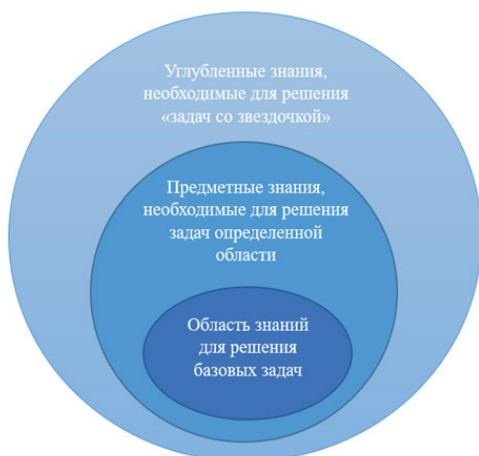 Углубленные знания,
необходимые для решения
«задач со звездочкой»
Предметные знания,
необходимые для решения
задач определенной
области
Область знаний
для решения
базовых задач